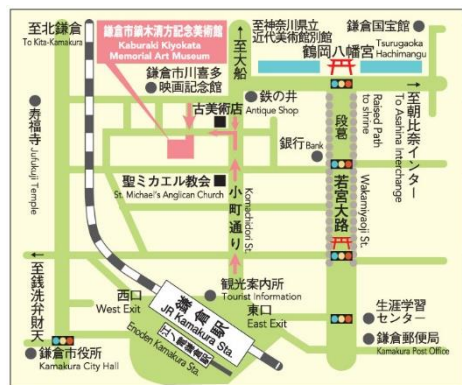 至北鎌倉
To Kita-Kamakura
鎌倉市鏑木清方記念美術館
Kaburaki Kiyokata
Memorial Art Museum
至大船
至神奈川県立
近代美術館別館
鎌倉国宝館
鶴岡八幡宮
Tsurugaoka
Hachimangu
鎌倉市川喜多
映画記念館
古美術店
鉄の井
Antique Shop
寿福寺 Jufukuji Temple
銀行 Bank
段葛
Raised Path
to shrine
至朝比奈インター
To Asahina Interchange
聖ミカエル教会
St. Michael's Anglican Church
小町通り
Komachidori St.
若宮大路
Wakamiyaoji St.
至銭洗弁財天
西口
West Exit
観光案内所
Tourist Information
鎌倉駅
JR Kamakura Sta.
江ノ電鎌倉駅
Enoden Kamakura Sta.
東口
East Exit
生涯学習
センター
鎌倉市役所
Kamakura City Hall
鎌倉郵便局
Kamakura Post Office